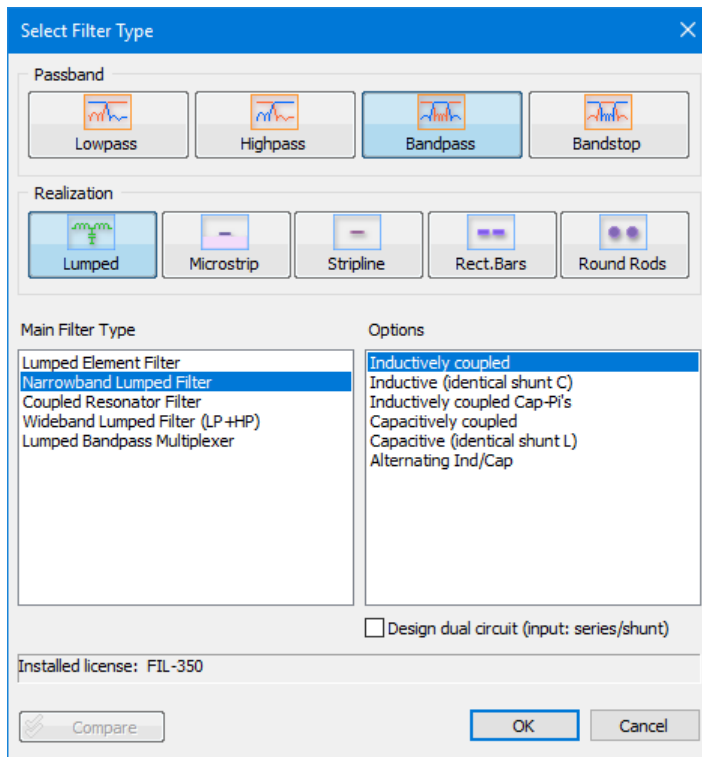 Select Filter Type
Passband
Lowpass Highpass Bandpass Bandstop
Realization
Lumped Microstrip Stripline Rect.Bars Round Rods
Main Filter Type
Lumped Element Filter
Narrowband Lumped Filter
Coupled Resonator Filter
Wideband Lumped Filter (LP+HP)
Lumped Bandpass Multiplexer
Options
Inductively coupled
Inductive (identical shunt C)
Inductively coupled Cap-Pi's
Capacitively coupled
Capacitive (identical shunt L)
Alternating Ind/Cap
Design dual circuit (input: series/shunt)
Installed license: FIL-350
Compare OK Cancel